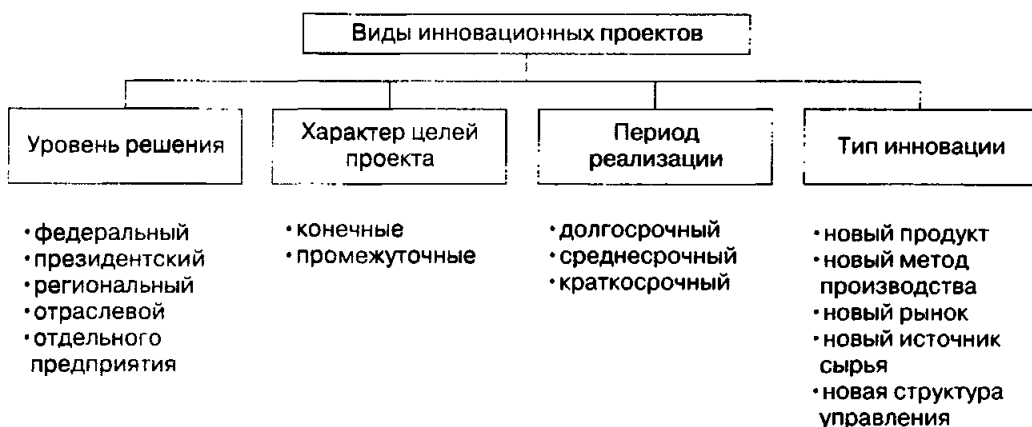 Виды инновационных проектов
Уровень решения
Характер целей
проекта
Период
реализации
Тип инновации
•федеральный
•президентский
•региональный
•отраслевой
•отдельного
предприятия
•конечные
•промежуточные
•долгосрочный
•среднесрочный
•краткосрочный
•новый продукт
•новый метод
производства
•новый рынок
•новый источник
сырья
•новая структура
управления